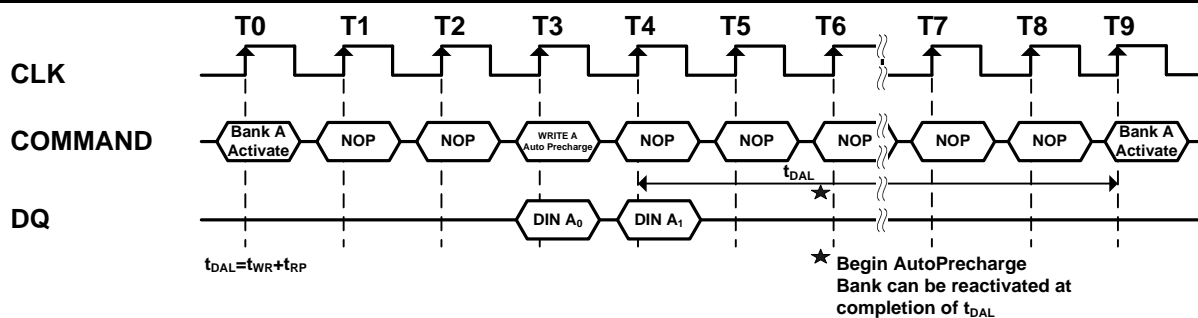 T0 T1 T2 T3 T4 T5 T6 T7 T8 T9
CLK
COMMAND
Bank A
Activate
NOP
NOP
WRITE A
Auto Precharge
NOP
NOP
NOP
NOP
NOP
Bank A
Activate
tDAL
DQ
DIN A0
DIN A1
tDAL=tWR+tRP
Begin AutoPrecharge
Bank can be reactivated at
completion of tDAL